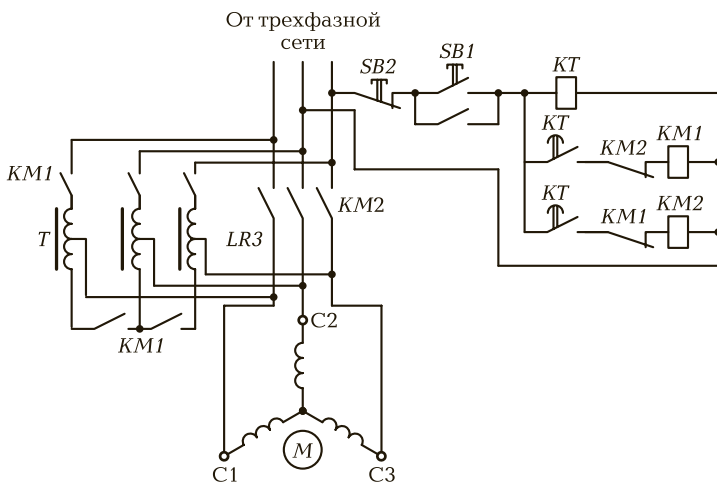 От трехфазной
сети
SB2
SB1
KT
KT
KM2
KM1
KM1
KM2
KT
KM1
KM2
T
LR3
KM1
C2
M
C1
C3